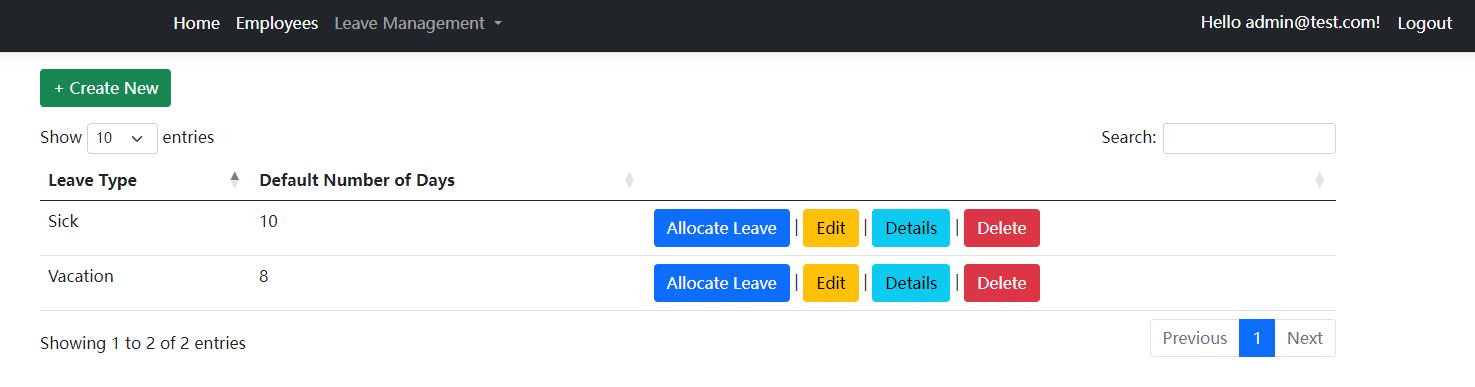 Home Employees Leave Management Hello admin@test.com! Logout
+ Create New
Show 10 entries Search:
Leave Type Default Number of Days
Sick 10 Allocate Leave | Edit | Details | Delete
Vacation 8 Allocate Leave | Edit | Details | Delete
Showing 1 to 2 of 2 entries Previous 1 Next